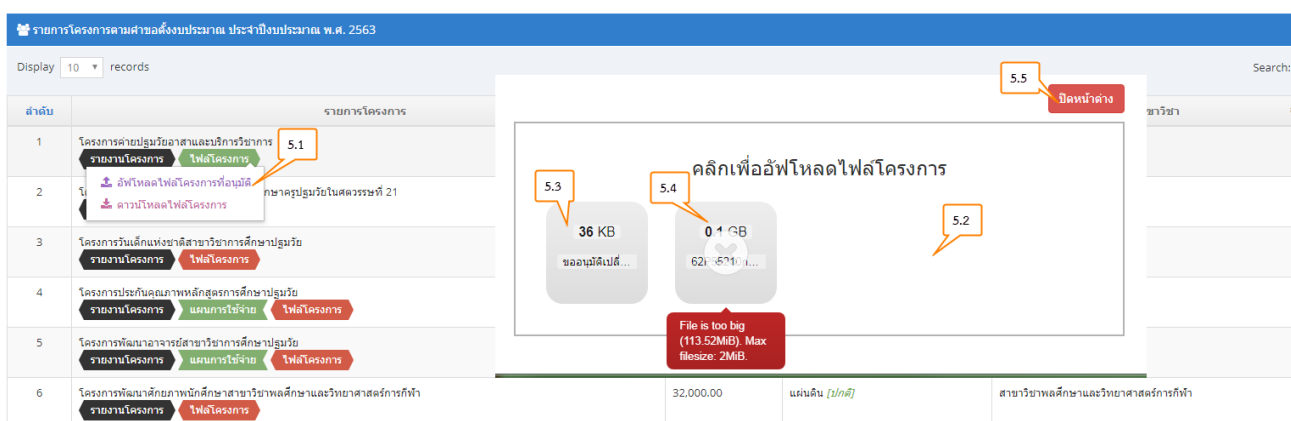 รายการโครงการตามคำขอตั้งงบประมาณ ประจำปีงบประมาณ พ.ศ. 2563
Display 10 records
Search:
5.5
ปิดหน้าต่าง
ลำดับ
รายการโครงการ
1
โครงการค่ายปฐมวัยอาสาและบริการวิชาการ
5.1
รายงานโครงการ
ไฟล์โครงการ
อัฟโหลดไฟล์โครงการที่อนุมัติ
ดาวน์โหลดไฟล์โครงการ
2
ในศตวรรษที่ 21
3
โครงการวันเด็กแห่งชาติสาขาวิชาการศึกษาปฐมวัย
รายงานโครงการ
ไฟล์โครงการ
4
โครงการประกันคุณภาพหลักสูตรการศึกษาปฐมวัย
รายงานโครงการ
แผนการใช้จ่าย
ไฟล์โครงการ
5
โครงการพัฒนาอาจารย์สาขาวิชาการศึกษาปฐมวัย
รายงานโครงการ
แผนการใช้จ่าย
ไฟล์โครงการ
6
โครงการพัฒนาศักยภาพนักศึกษาสาขาวิชาพลศึกษาและวิทยาศาสตร์การกีฬา
32,000.00
แผ่นดิน [ปกติ]
สาขาวิชาพลศึกษาและวิทยาศาสตร์การกีฬา
รายงานโครงการ
ไฟล์โครงการ
คลิกเพื่ออัฟโหลดไฟล์โครงการ
5.3
5.4
5.2
36 KB
0.1 GB
ขออนุมัติเปลี่...
File is too big
(113.52MiB). Max
filesize: 2MiB.